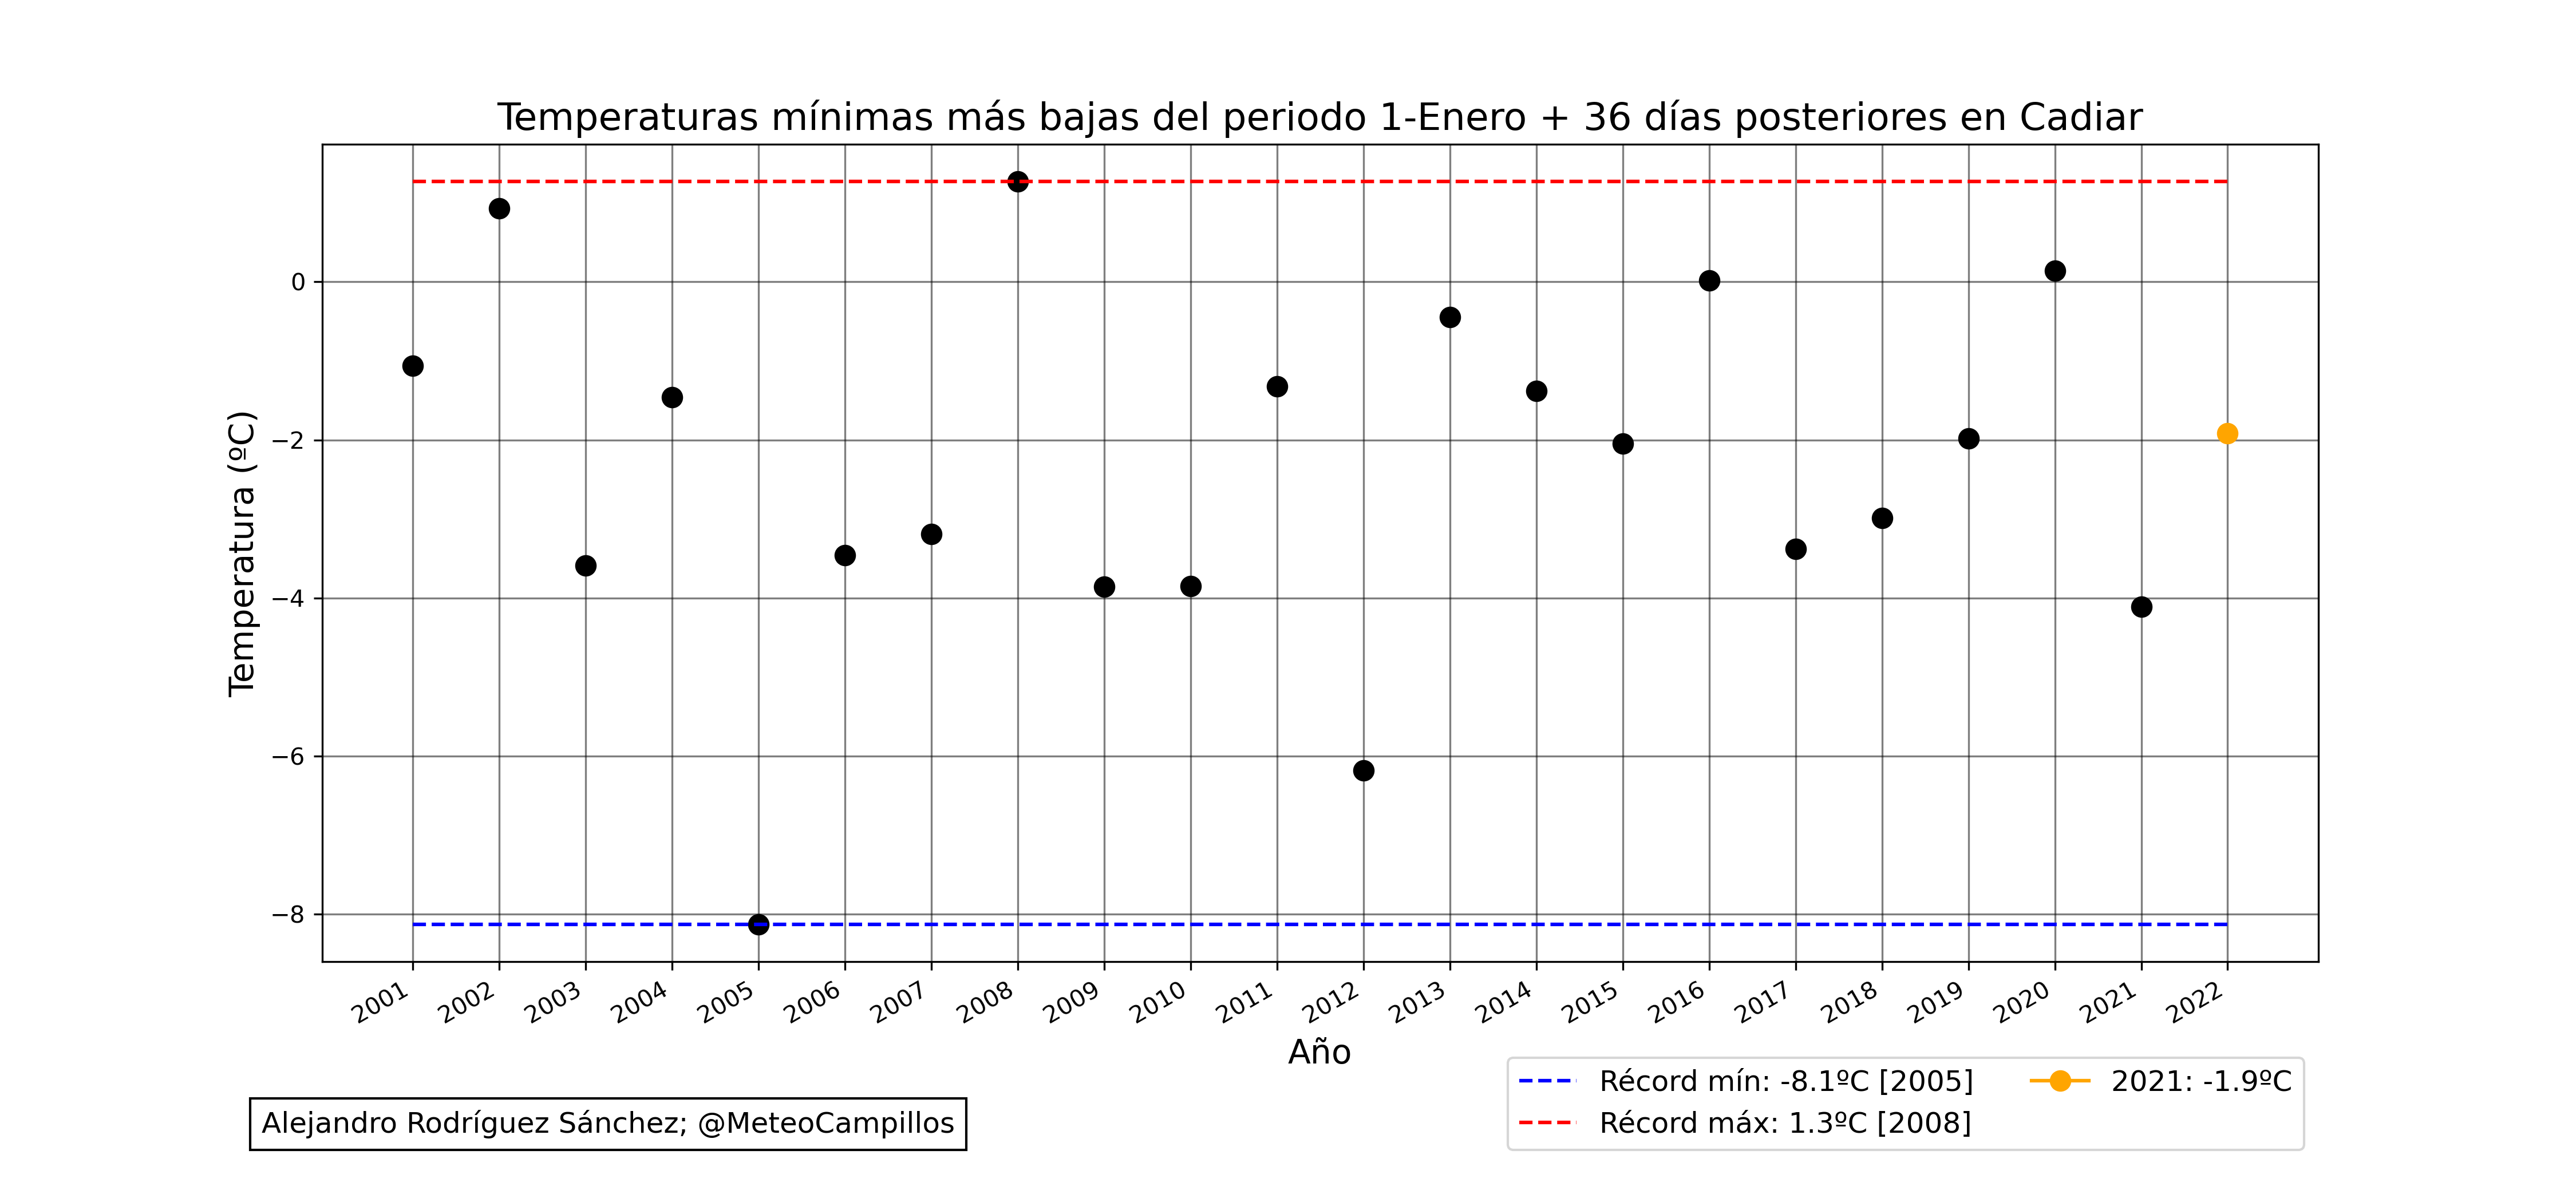 Temperaturas mínimas más bajas del periodo 1-Enero + 36 días posteriores en Cadiar
Temperatura (ºC)
0
−2
−4
−6
−8
2001 2002 2003 2004 2005 2006 2007 2008 2009 2010 2011 2012 2013 2014 2015 2016 2017 2018 2019 2020 2021 2022
Año
Récord mín: -8.1ºC [2005]
Récord máx: 1.3ºC [2008]
2021: -1.9ºC
Alejandro Rodríguez Sánchez; @MeteoCampillos